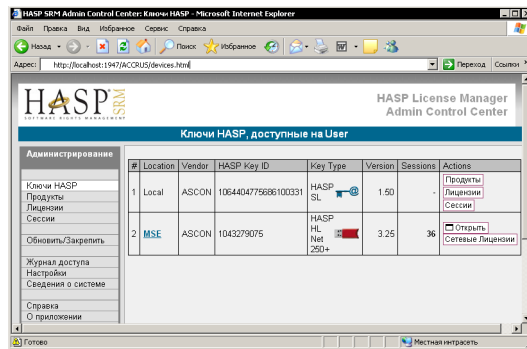 HASP SRM Admin Control Center: Ключи HASP - Microsoft Internet Explorer
Файл Правка Вид Избранное Сервис Справка
Назад Поиск Избранное
Адрес: http://localhost:1947/ACCRUS/devices.html Переход Ссылки
HASP SRM
SOFTWARE RIGHTS MANAGEMENT
HASP License Manager
Admin Control Center
Ключи HASP, доступные на User
Администрирование
Ключи HASP
Продукты
Лицензии
Сессии
Обновить/Закрепить
Журнал доступа
Настройки
Сведения о системе
Справка
О приложении
# Location Vendor HASP Key ID Key Type Version Sessions Actions
1 Local ASCON 1064404775686100331 HASP SL 1.50 - Продукты Лицензии Сессии
2 MSE ASCON 1043279075 HASP HL Net 250+ 3.25 36 Открыть Сетевые Лицензии
Готово Местная интрасеть